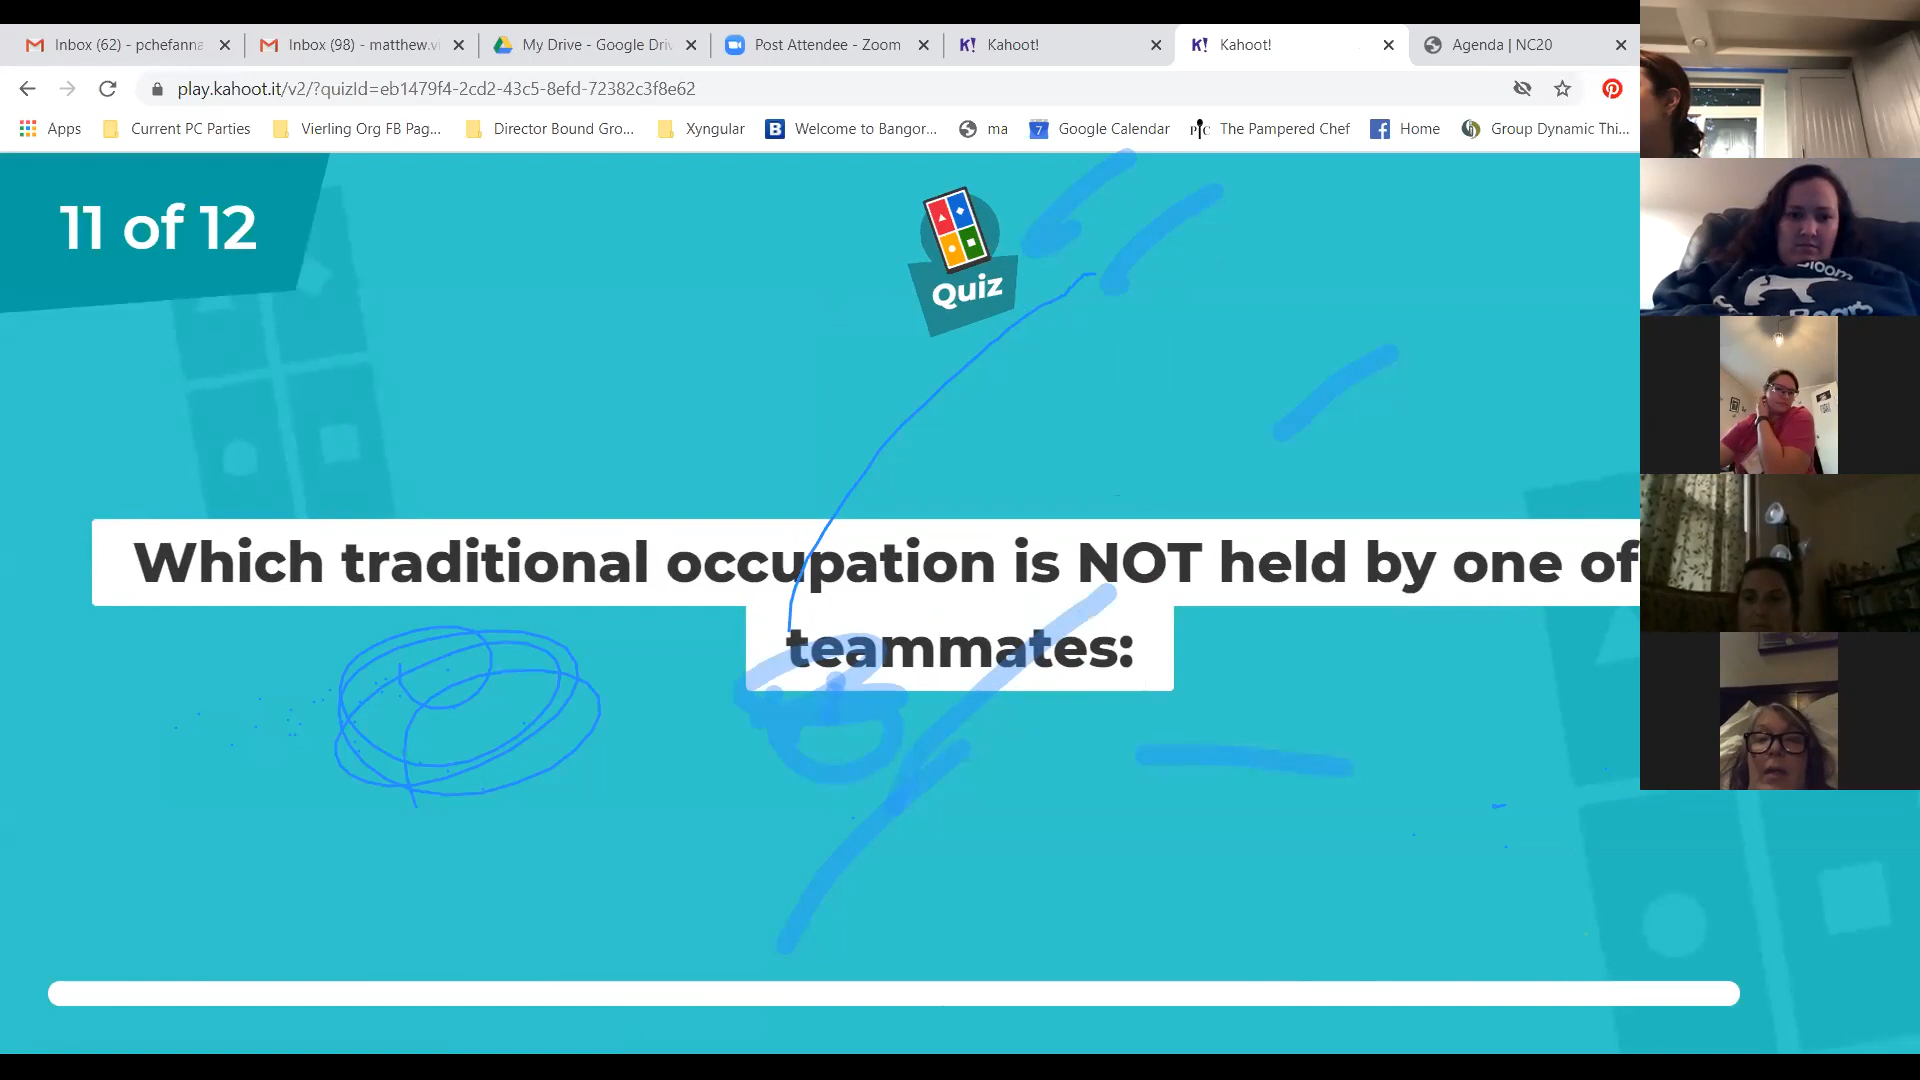 Inbox (62) - pchefanna
Inbox (98) - matthew.vi
My Drive - Google Driv
Post Attendee - Zoom
K! Kahoot!
K! Kahoot!
Agenda | NC20
play.kahoot.it/v2/?quizId=eb1479f4-2cd2-43c5-8efd-72382c3f8e62
Apps
Current PC Parties
Vierling Org FB Pag...
Director Bound Gro...
Xyngular
B Welcome to Bangor...
ma
7 Google Calendar
The Pampered Chef
Home
Group Dynamic Thi...
11 of 12
Quiz
Which traditional occupation is NOT held by one of
teammates: